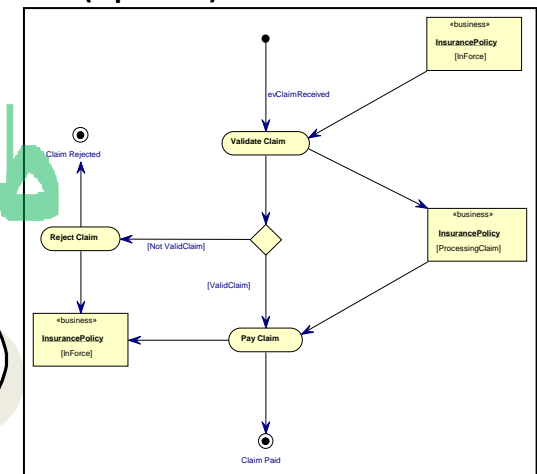 «business»
InsurancePolicy
[InForce]
evClaimReceived
Validate Claim
Claim Rejected
b
«business»
InsurancePolicy
[ProcessingClaim]
Reject Claim
[Not ValidClaim]
[ValidClaim]
«business»
InsurancePolicy
[InForce]
Pay Claim
Claim Paid